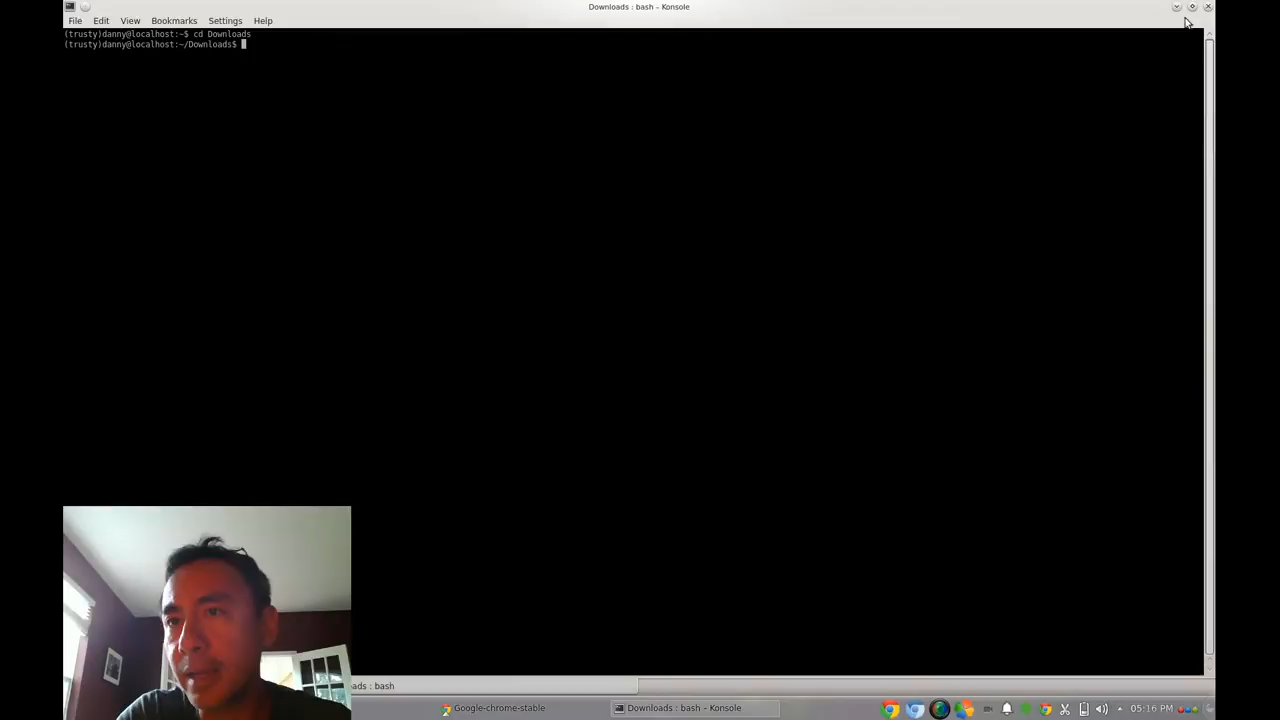 Downloads : bash – Konsole
File Edit View Bookmarks Settings Help
(trusty)danny@localhost:~$ cd Downloads
(trusty)danny@localhost:~/Downloads$
ads : bash
Google-chrome-stable
Downloads : bash – Konsole
05:16 PM